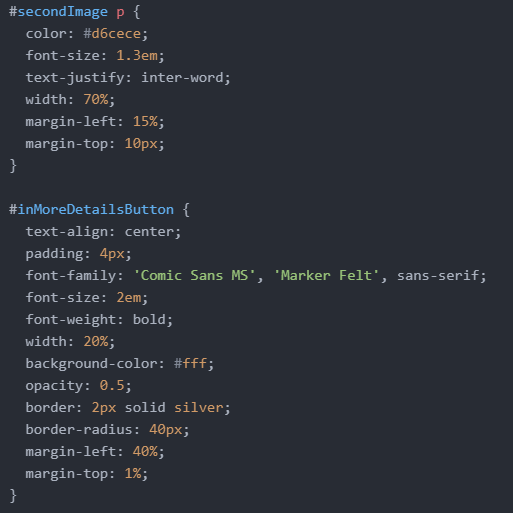 #secondImage p {
  color: #d6cece;
  font-size: 1.3em;
  text-justify: inter-word;
  width: 70%;
  margin-left: 15%;
  margin-top: 10px;
}

#inMoreDetailsButton {
  text-align: center;
  padding: 4px;
  font-family: 'Comic Sans MS', 'Marker Felt', sans-serif;
  font-size: 2em;
  font-weight: bold;
  width: 20%;
  background-color: #fff;
  opacity: 0.5;
  border: 2px solid silver;
  border-radius: 40px;
  margin-left: 40%;
  margin-top: 1%;
}